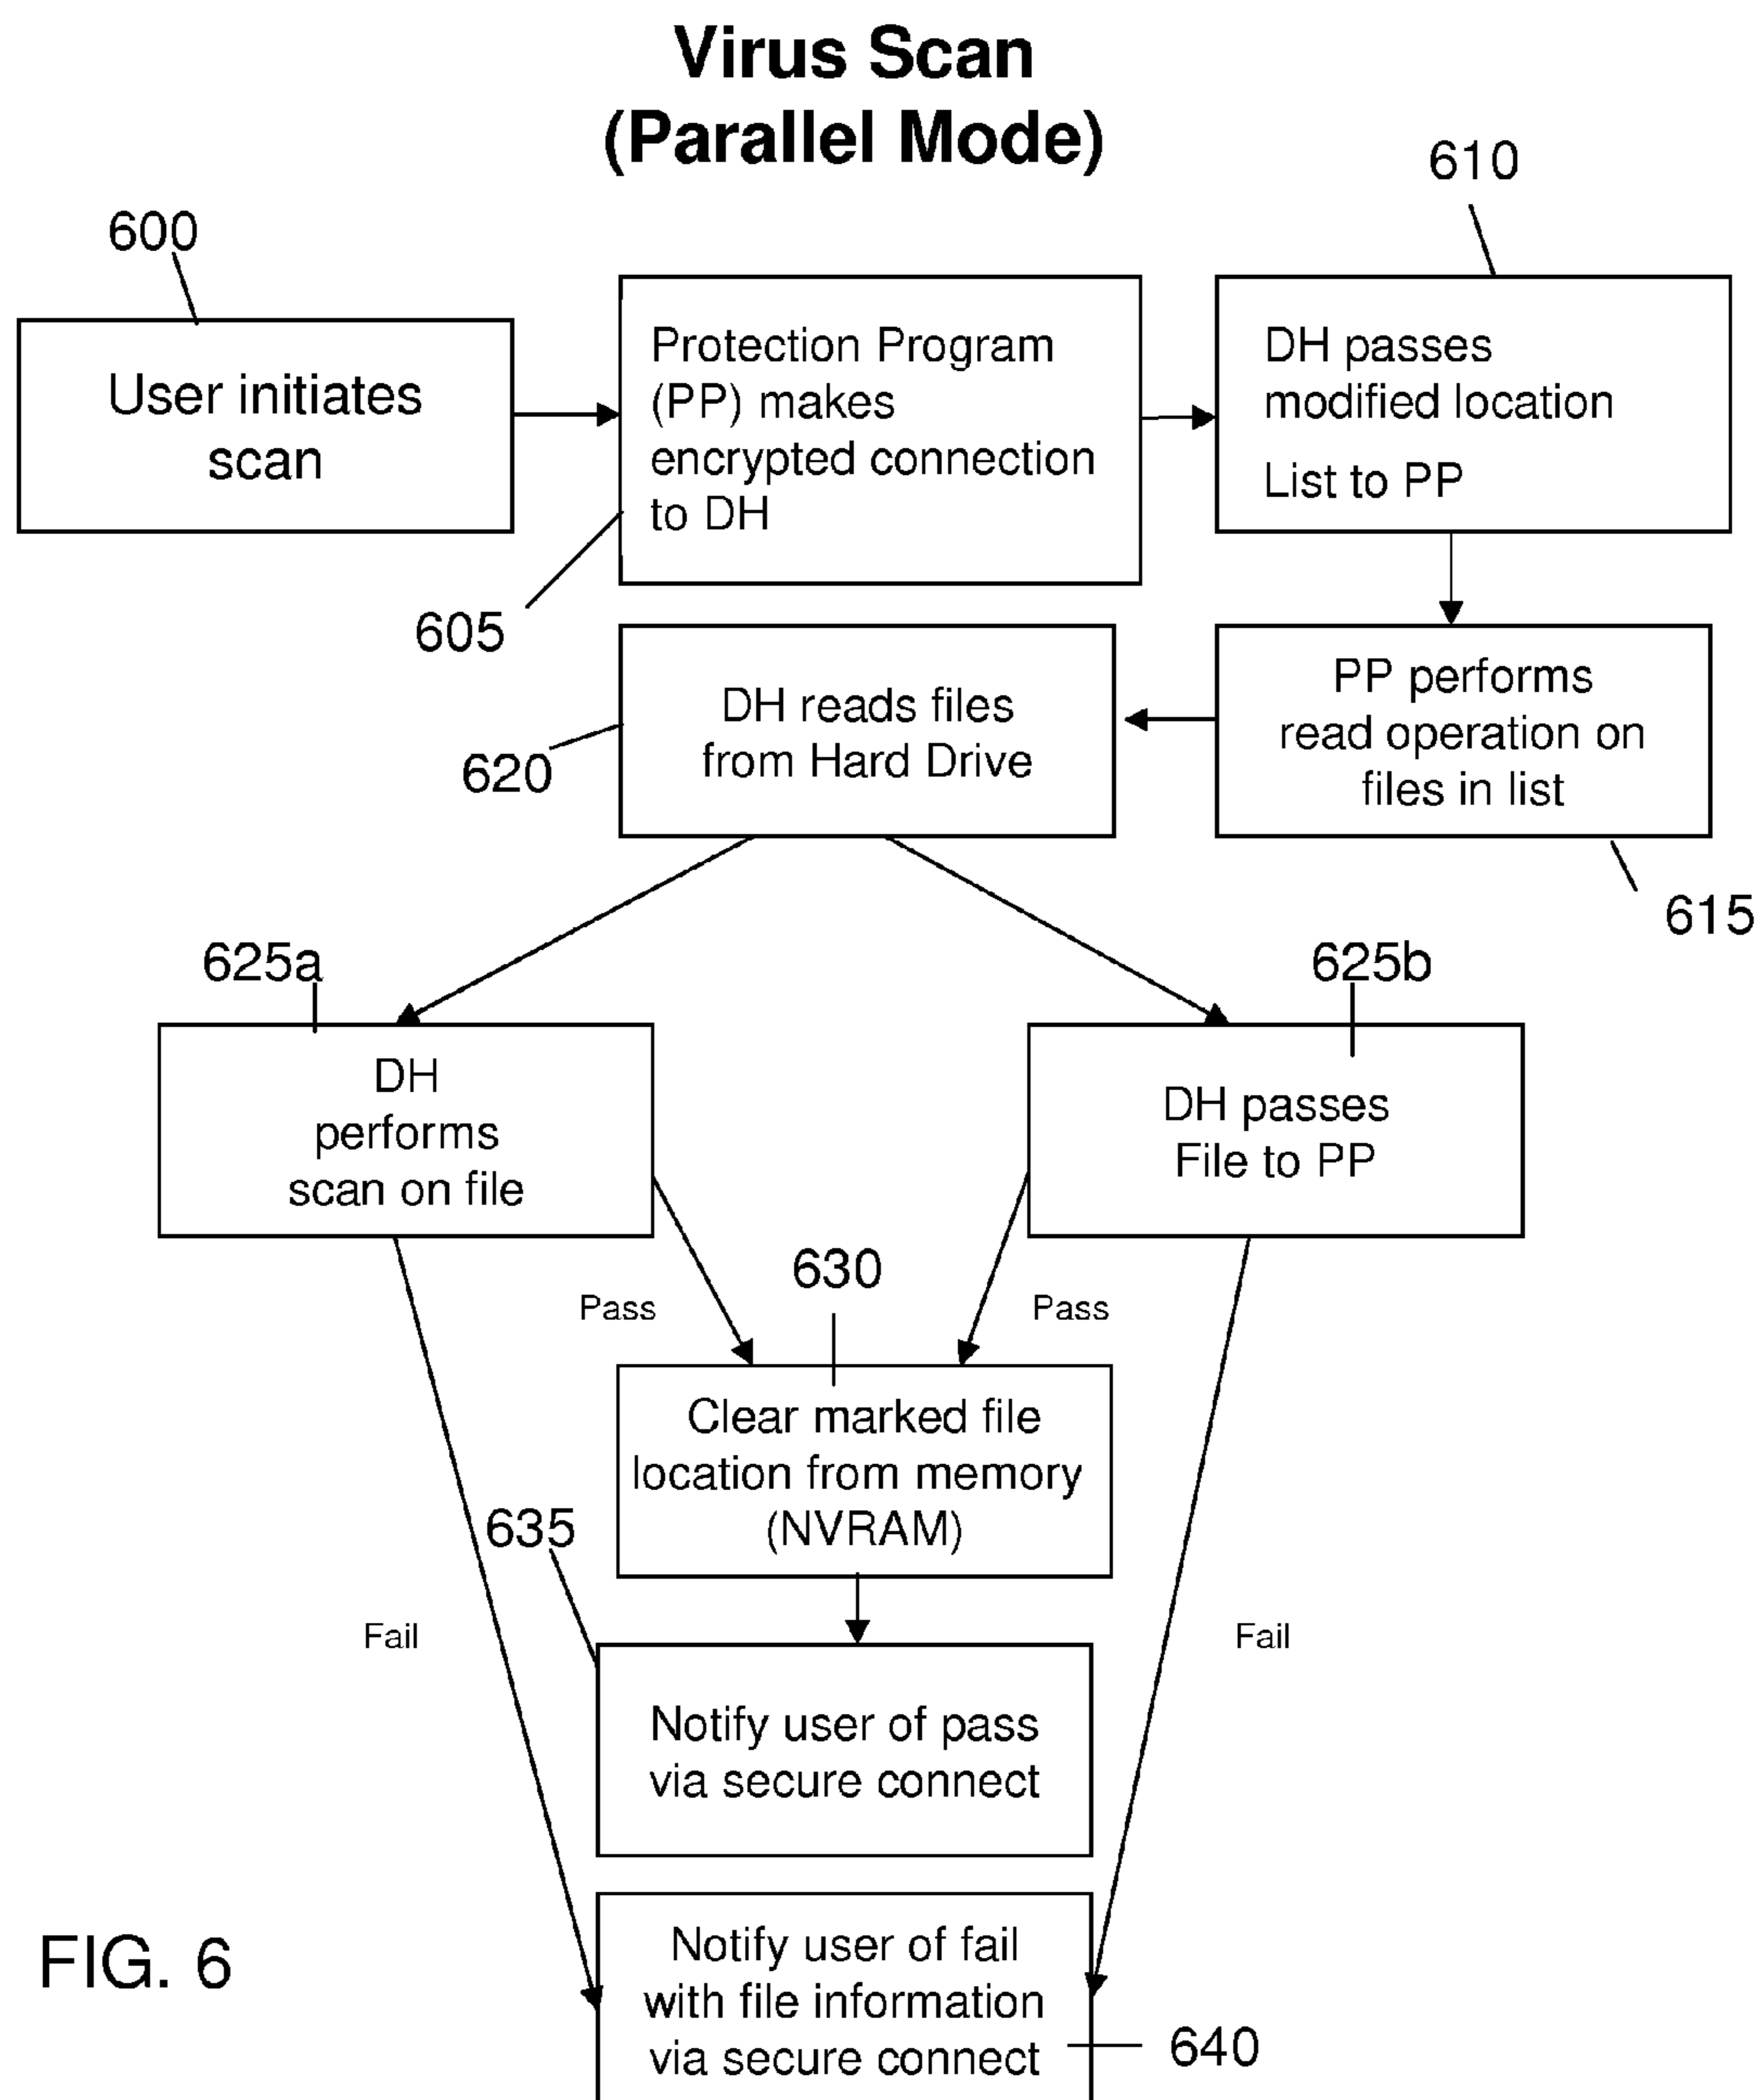 Virus Scan
(Parallel Mode)
610
600
User initiates
scan
Protection Program
(PP) makes
encrypted connection
to DH
DH passes
modified location
List to PP
605
DH reads files
from Hard Drive
PP performs
read operation on
files in list
620
615
625a
625b
DH
performs
scan on file
DH passes
File to PP
630
Pass
Pass
Clear marked file
location from memory
(NVRAM)
635
Fail
Fail
Notify user of pass
via secure connect
FIG. 6
Notify user of fail
with file information
via secure connect
640